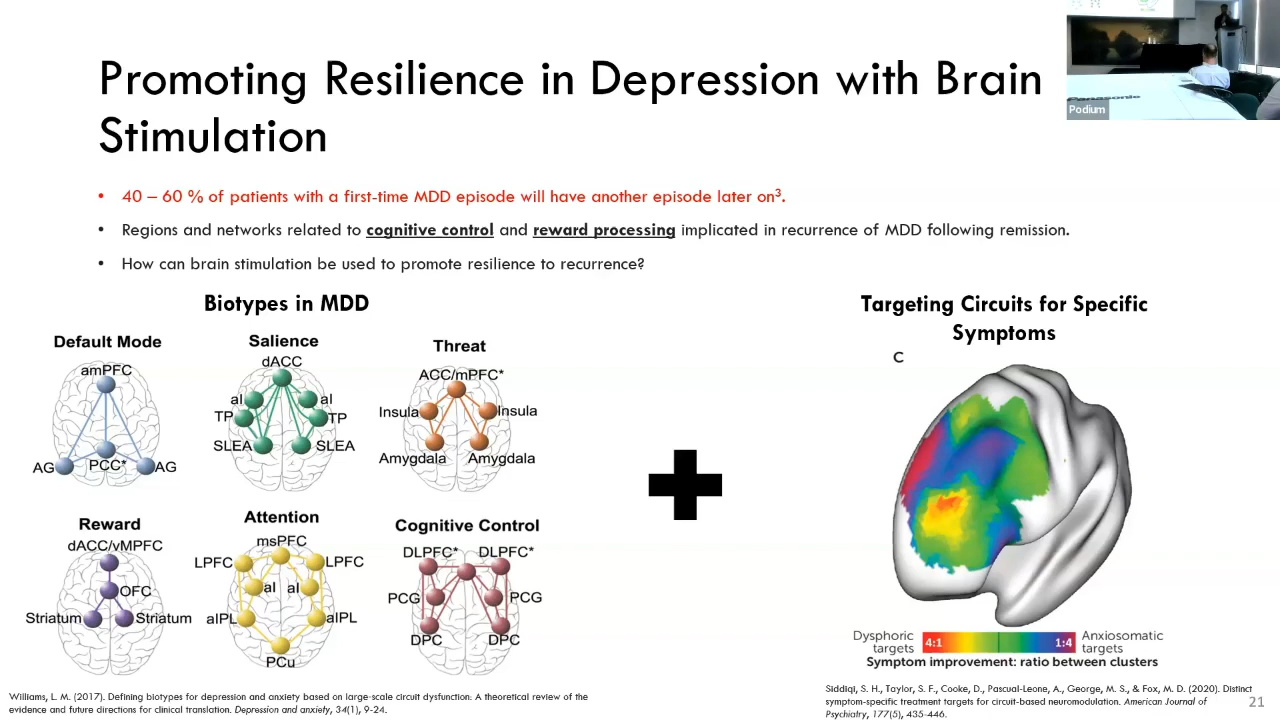 Promoting Resilience in Depression with Brain
Stimulation
Panasonic
Podium
• 40 – 60 % of patients with a first-time MDD episode will have another episode later on³.
• Regions and networks related to cognitive control and reward processing implicated in recurrence of MDD following remission.
• How can brain stimulation be used to promote resilience to recurrence?
Biotypes in MDD
Default Mode
amPFC
AG
PCC*
AG
Salience
dACC
aI
aI
TP
TP
SLEA
SLEA
Threat
ACC/mPFC*
Insula
Insula
Amygdala
Amygdala
Reward
dACC/vMPFC
OFC
Striatum
Striatum
Attention
msPFC
LPFC
LPFC
aI
aI
aIPL
aIPL
PCu
Cognitive Control
DLPFC*
DLPFC*
PCG
PCG
DPC
DPC
Targeting Circuits for Specific
Symptoms
C
Dysphoric
targets
4:1
1:4
Anxiosomatic
targets
Symptom improvement: ratio between clusters
Williams, L. M. (2017). Defining biotypes for depression and anxiety based on large-scale circuit dysfunction: A theoretical review of the
evidence and future directions for clinical translation. Depression and anxiety, 34(1), 9-24.
Siddiqi, S. H., Taylor, S. F., Cooke, D., Pascual-Leone, A., George, M. S., & Fox, M. D. (2020). Distinct
symptom-specific treatment targets for circuit-based neuromodulation. American Journal of
Psychiatry, 177(5), 435-446.
21